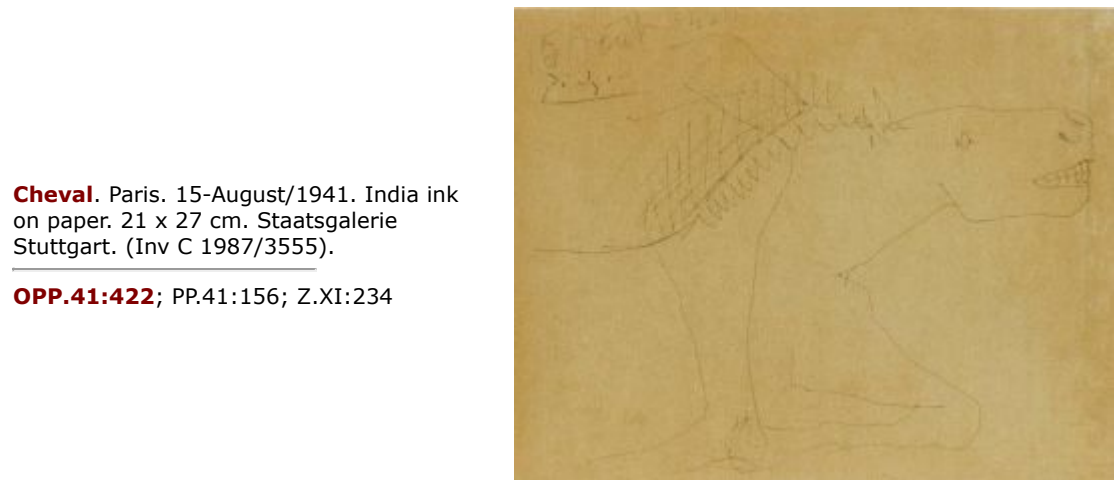 Cheval. Paris. 15-August/1941. India ink
on paper. 21 x 27 cm. Staatsgalerie
Stuttgart. (Inv C 1987/3555).
OPP.41:422; PP.41:156; Z.XI:234